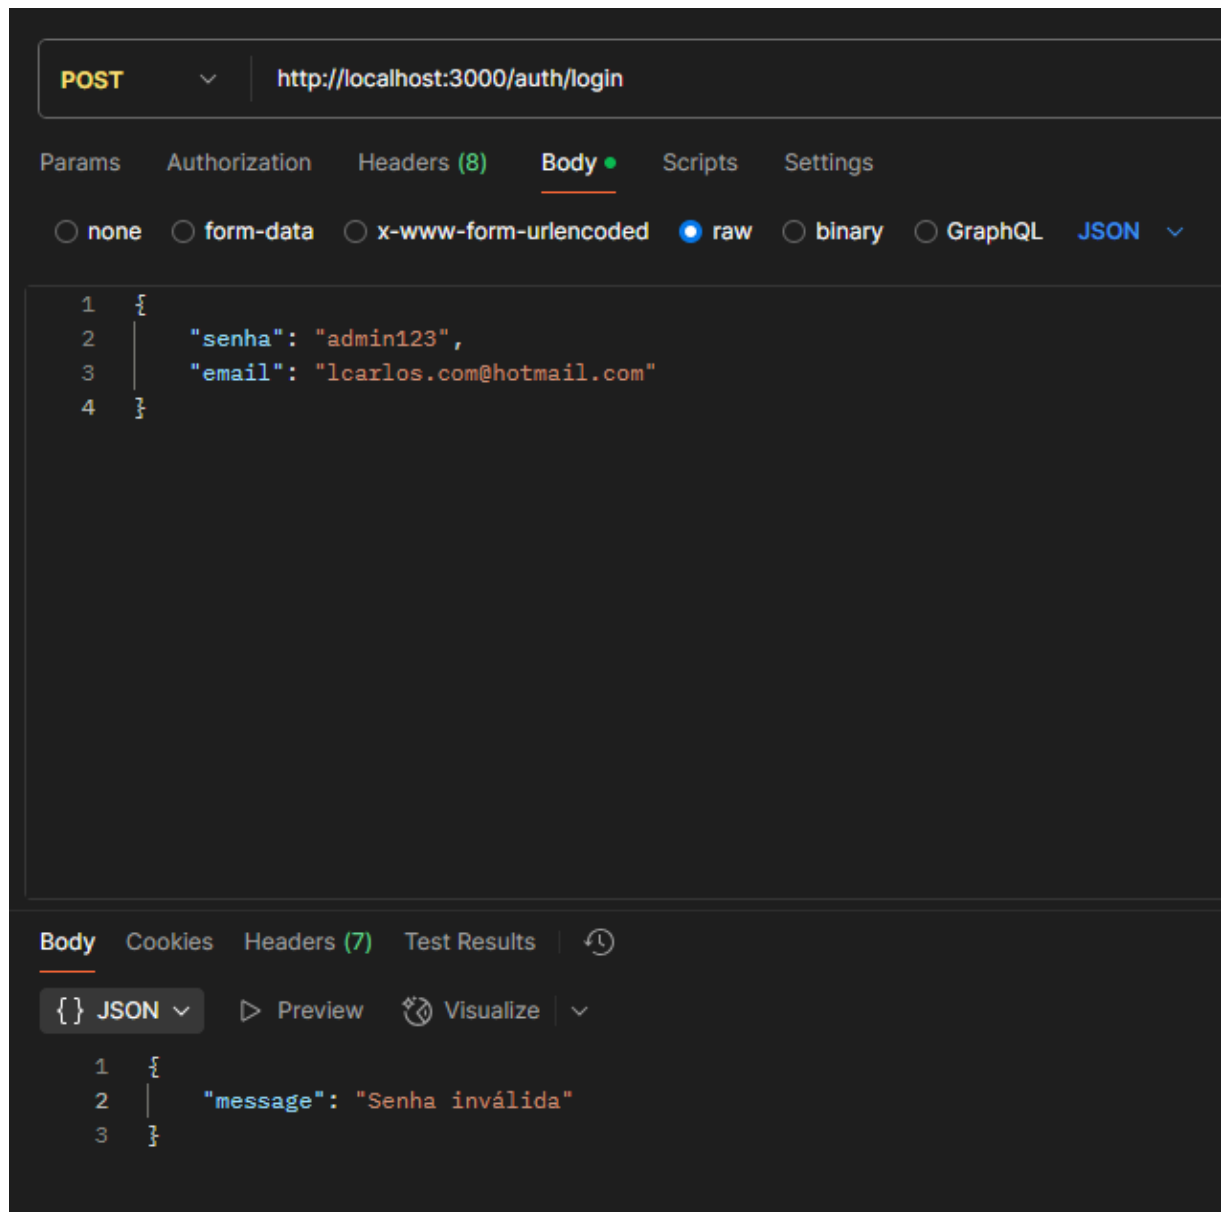 POST http://localhost:3000/auth/login
Params Authorization Headers (8) Body Scripts Settings
none form-data x-www-form-urlencoded raw binary GraphQL JSON
1 {
2 "senha": "admin123",
3 "email": "lcarlos.com@hotmail.com"
4 }
Body Cookies Headers (7) Test Results
{} JSON Preview Visualize
1 {
2 "message": "Senha inválida"
3 }